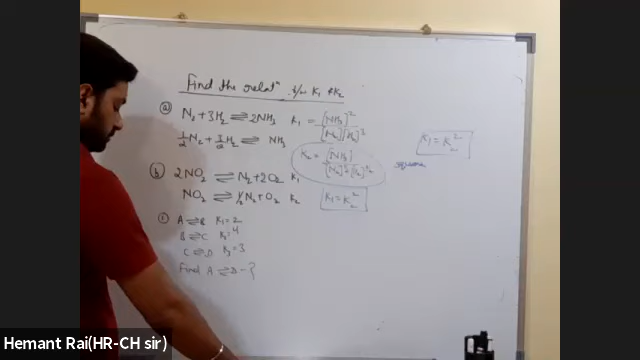 Find the relatn b/w K1 & K2
(a) N2 + 3H2 ⇌ 2NH3 K1 = [NH3]^2 / [N2][H2]^3
1/2 N2 + 3/2 H2 ⇌ NH3 K2 = [NH3] / [N2]^1/2 [H2]^3/2
square
K1 = K2^2
(b) 2NO2 ⇌ N2 + 2O2 K1
NO2 ⇌ 1/2 N2 + O2 K2
K1 = K2^2
(c) A ⇌ B K1 = 2
B ⇌ C K2 = 4
C ⇌ D K3 = 3
Find A ⇌ D - ?
Hemant Rai(HR-CH sir)